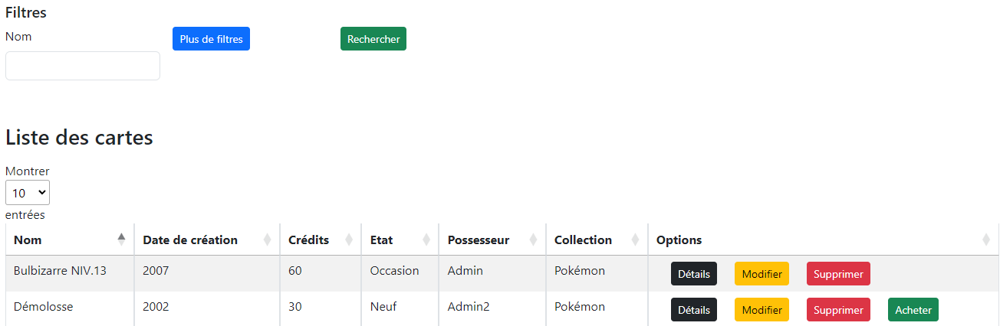 Filtres
Nom Plus de filtres Rechercher
Liste des cartes
Montrer
10
entrées
Nom Date de création Crédits Etat Possesseur Collection Options
Bulbizarre NIV.13 2007 60 Occasion Admin Pokémon Détails Modifier Supprimer
Démolosse 2002 30 Neuf Admin2 Pokémon Détails Modifier Supprimer Acheter